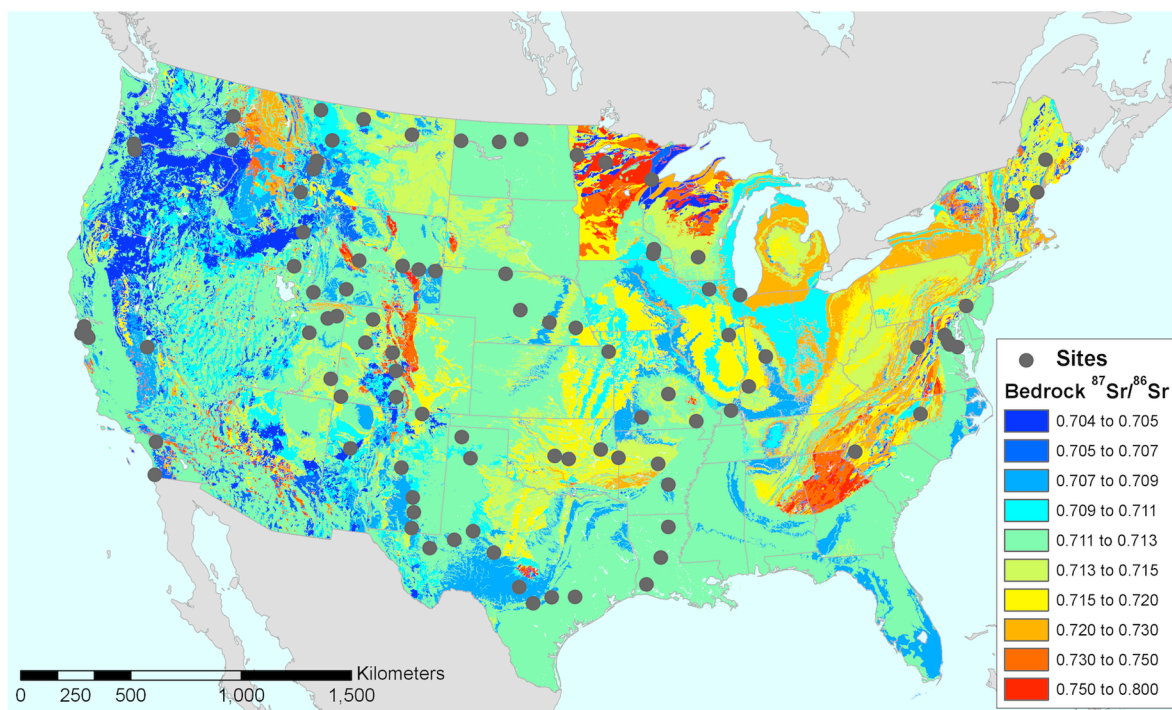 Sites
Bedrock ⁸⁷Sr/⁸⁶Sr
0.704 to 0.705
0.705 to 0.707
0.707 to 0.709
0.709 to 0.711
0.711 to 0.713
0.713 to 0.715
0.715 to 0.720
0.720 to 0.730
0.730 to 0.750
0.750 to 0.800
Kilometers
0 250 500 1,000 1,500